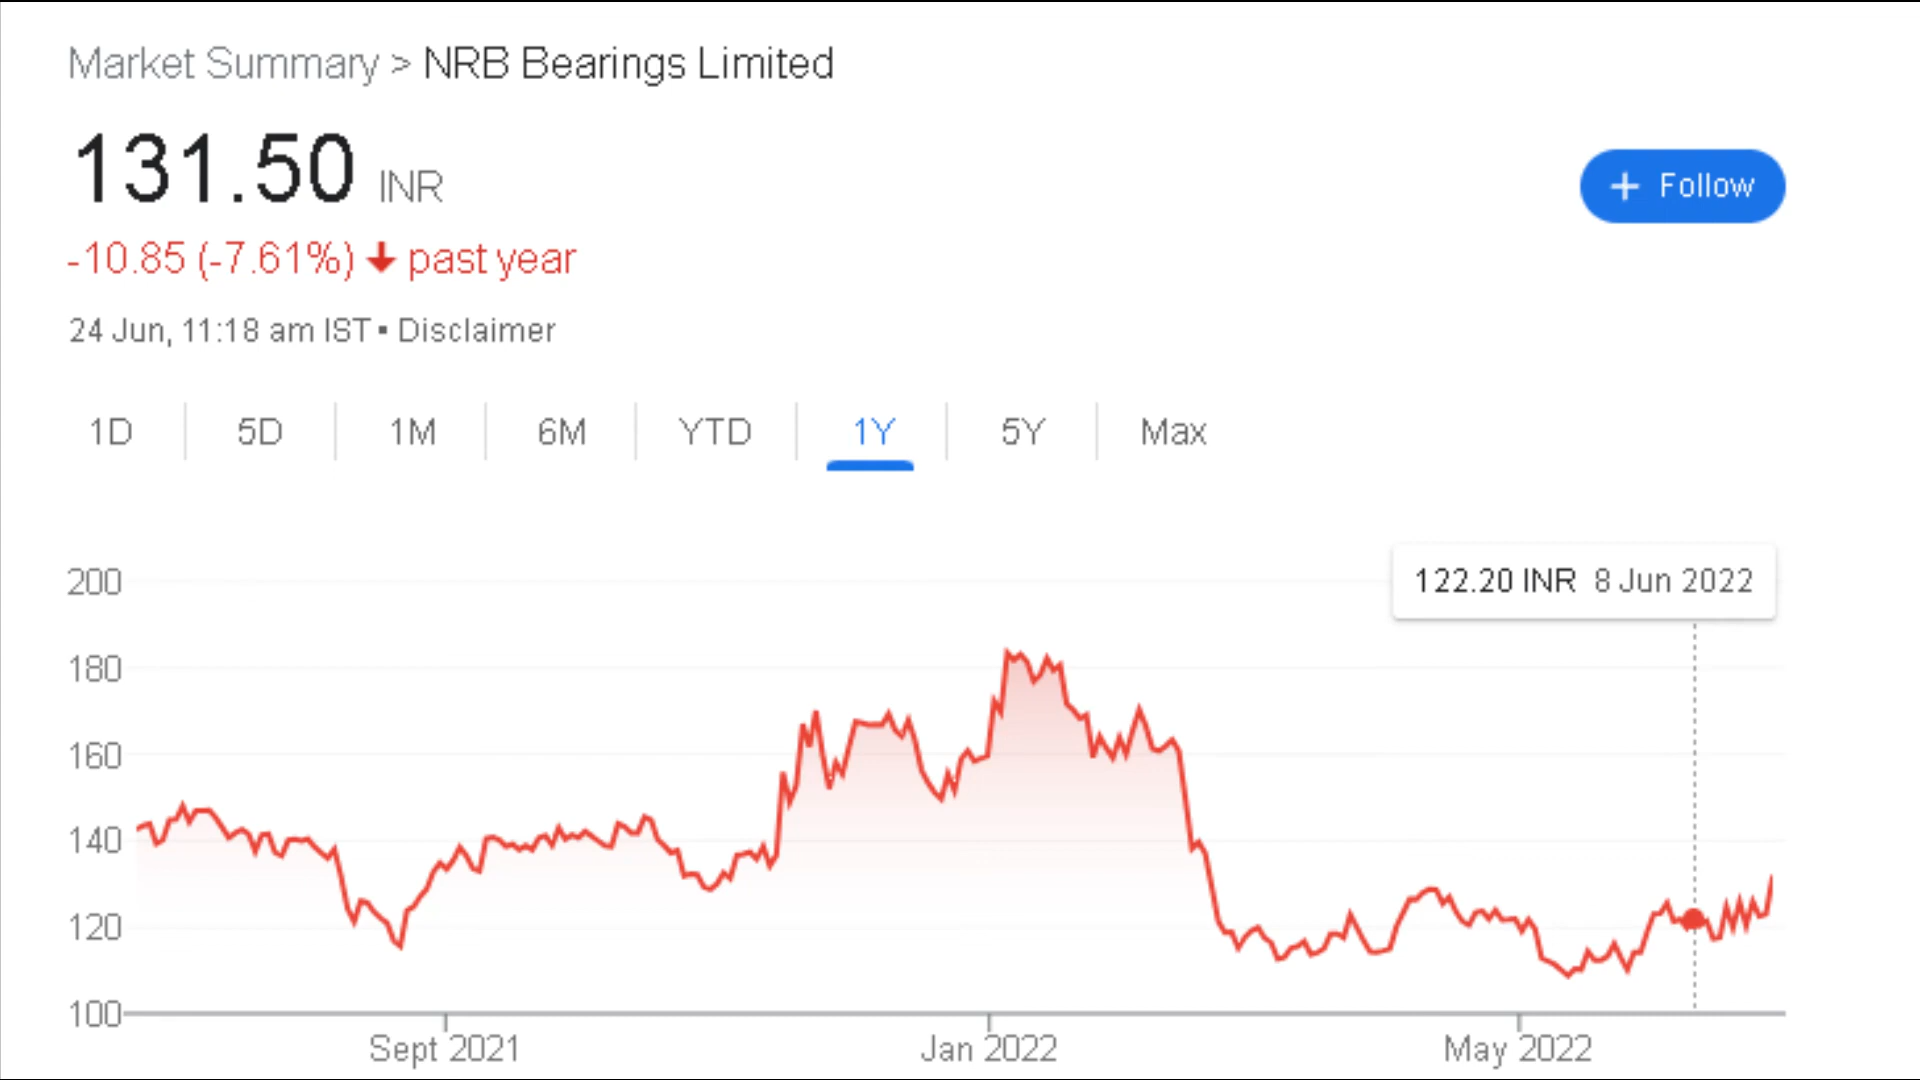 Market Summary > NRB Bearings Limited
131.50 INR
+ Follow
-10.85 (-7.61%) ↓ past year
24 Jun, 11:18 am IST • Disclaimer
1D 5D 1M 6M YTD 1Y 5Y Max
122.20 INR 8 Jun 2022
200
180
160
140
120
100
Sept 2021 Jan 2022 May 2022